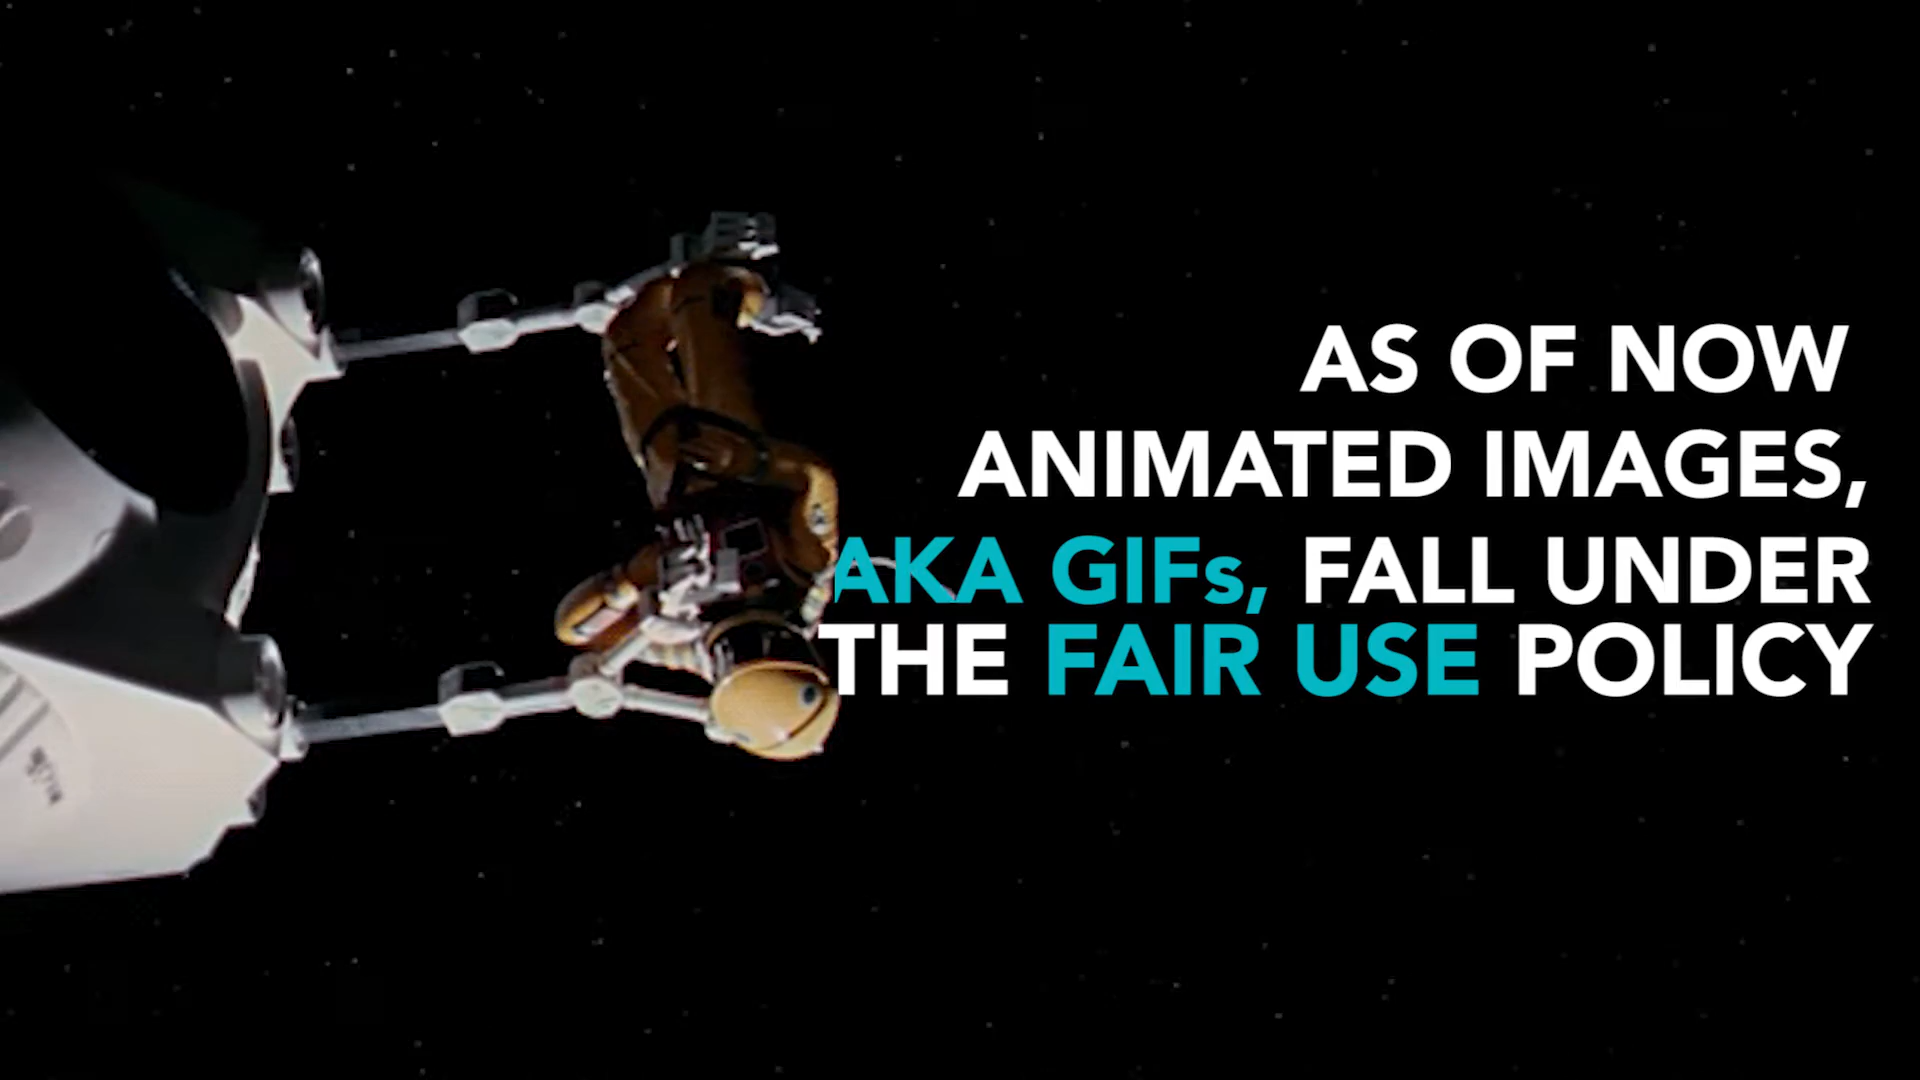 AS OF NOW
ANIMATED IMAGES,
AKA GIFs, FALL UNDER
THE FAIR USE POLICY